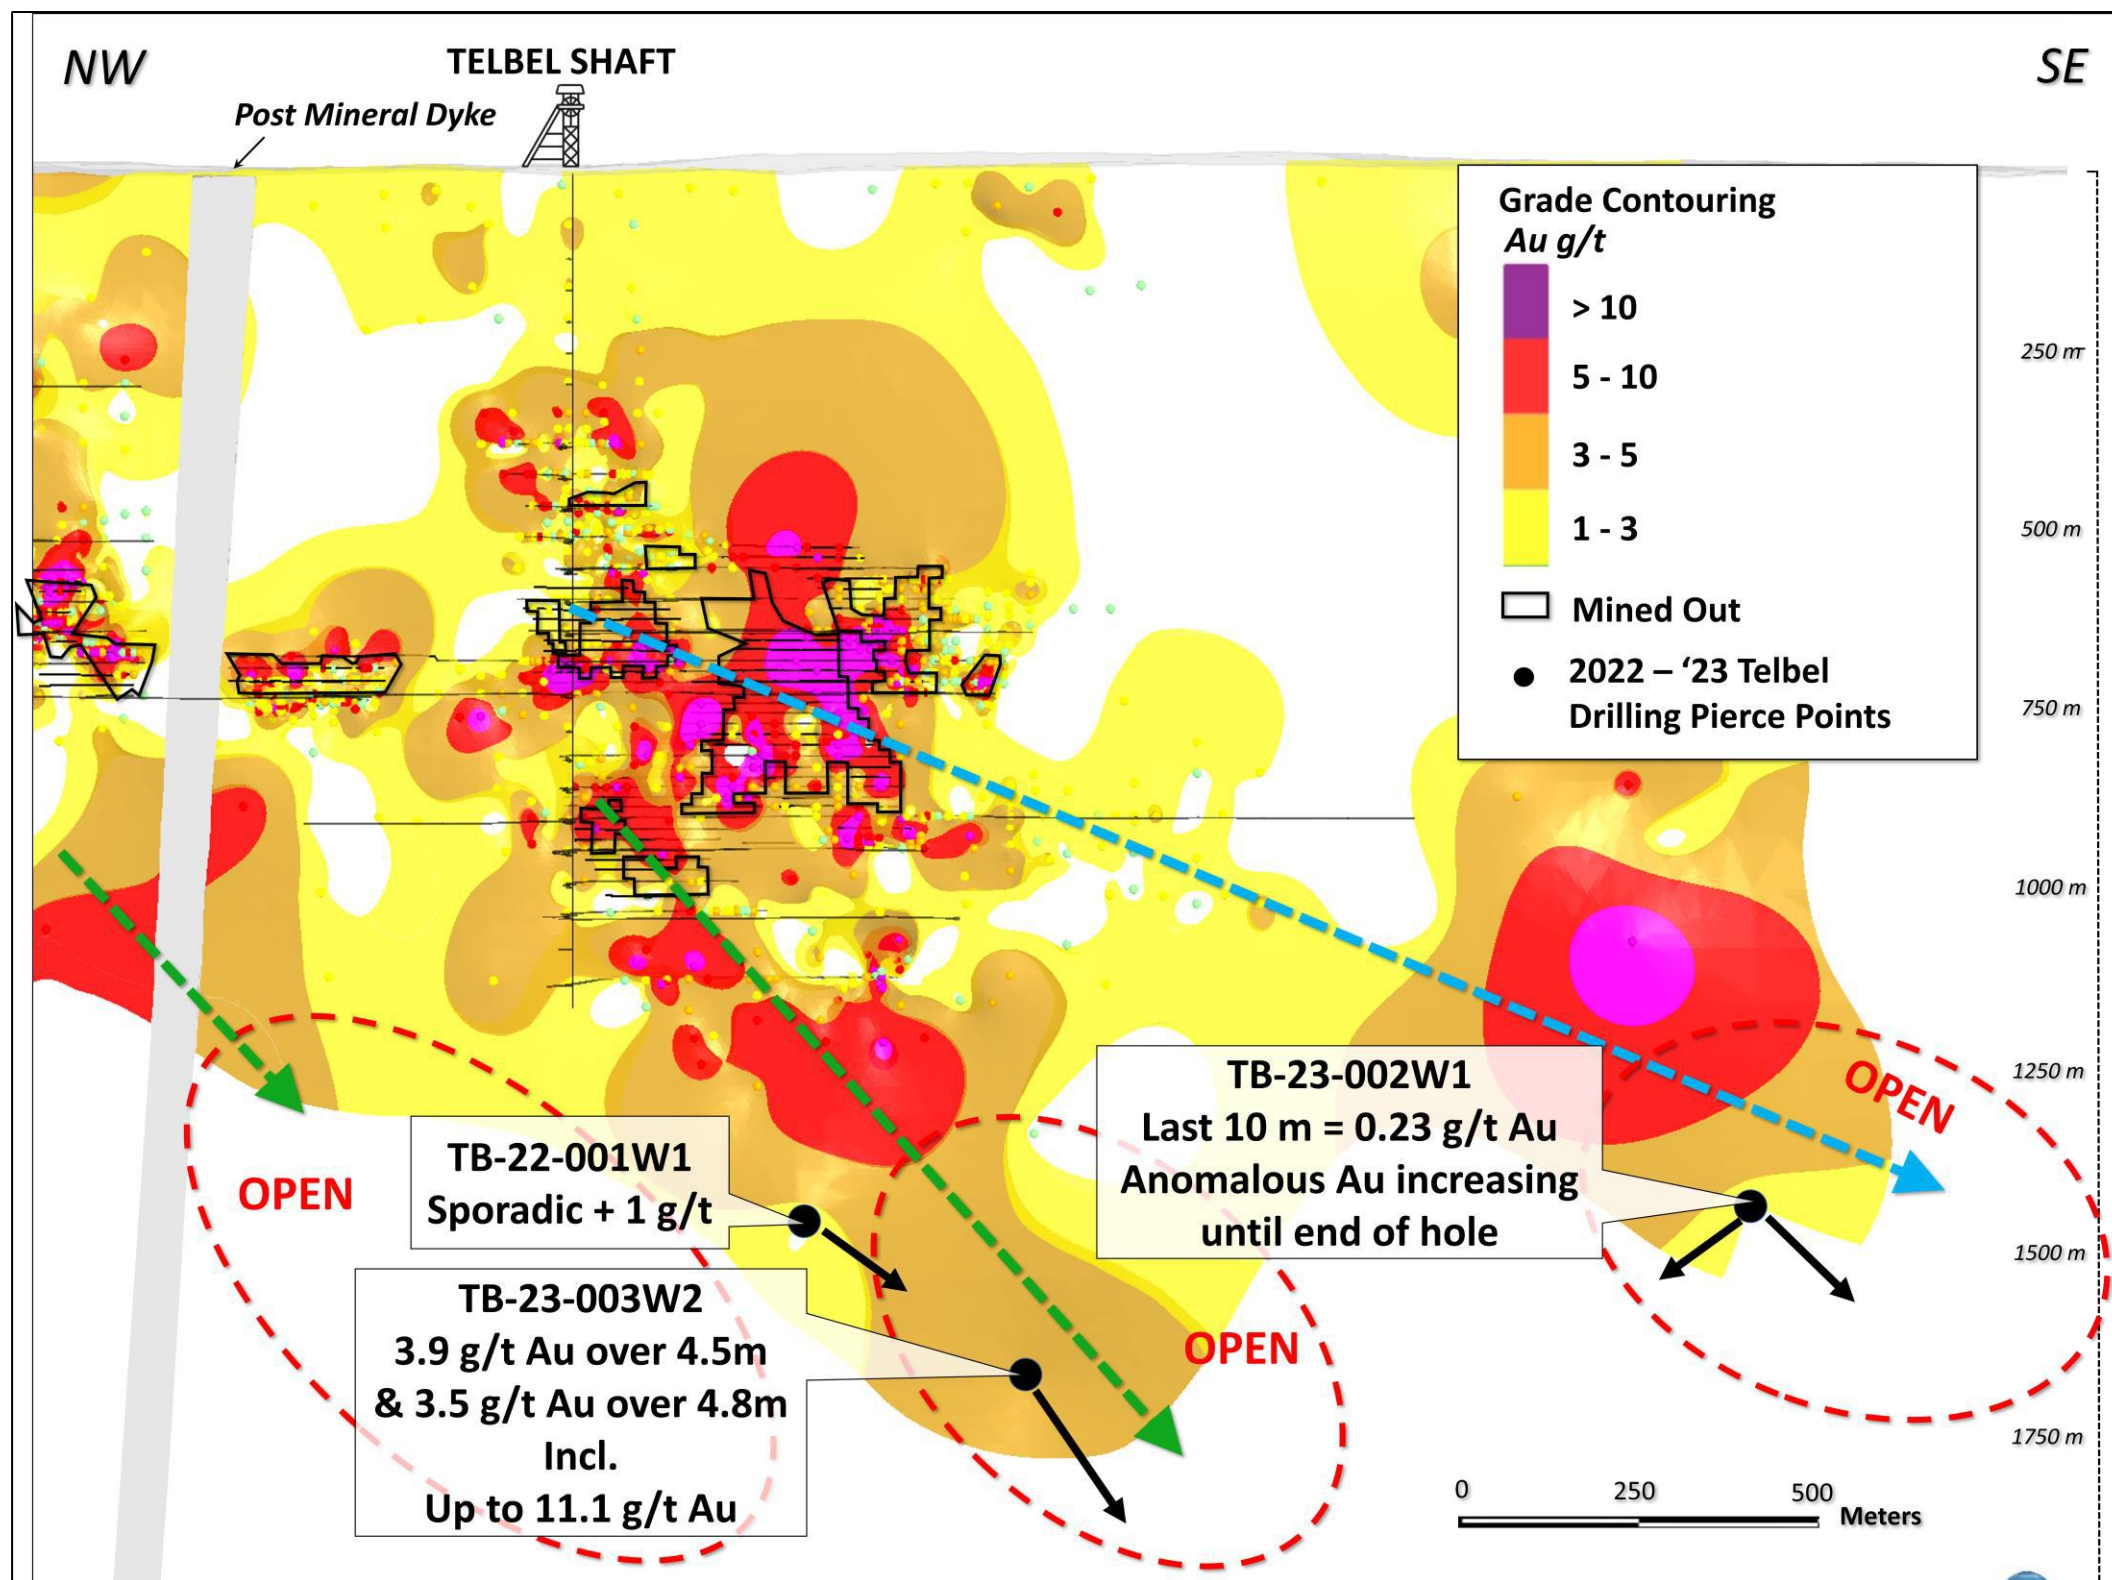 NW
TELBEL SHAFT
SE
Post Mineral Dyke
Grade Contouring
Au g/t
> 10
5 - 10
3 - 5
1 - 3
Mined Out
2022 – ‘23 Telbel
Drilling Pierce Points
250 m
500 m
750 m
1000 m
1250 m
1500 m
1750 m
OPEN
TB-23-002W1
Last 10 m = 0.23 g/t Au
Anomalous Au increasing
until end of hole
TB-22-001W1
Sporadic + 1 g/t
OPEN
TB-23-003W2
3.9 g/t Au over 4.5m
& 3.5 g/t Au over 4.8m
Incl.
Up to 11.1 g/t Au
OPEN
0 250 500
Meters